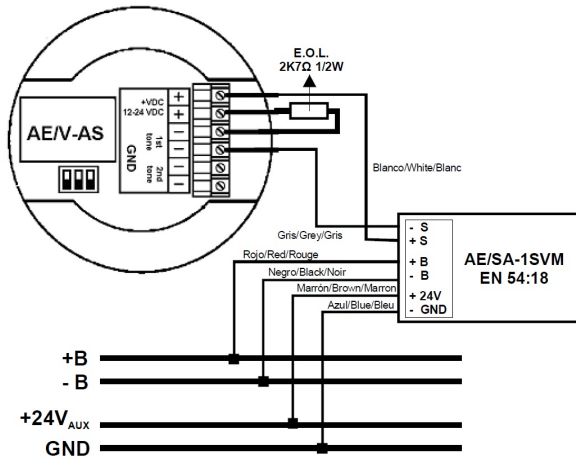 E.O.L.
2K7Ω 1/2W
AE/V-AS
+VDC
12-24 VDC
1st
tone
2nd
tone
GND
+
+
−
−
−
−
Blanco/White/Blanc
Gris/Grey/Gris
Rojo/Red/Rouge
Negro/Black/Noir
Marrón/Brown/Marron
Azul/Blue/Bleu
- S
+ S
+ B
- B
+ 24V
- GND
AE/SA-1SVM
EN 54:18
+B
- B
+24VAUX
GND